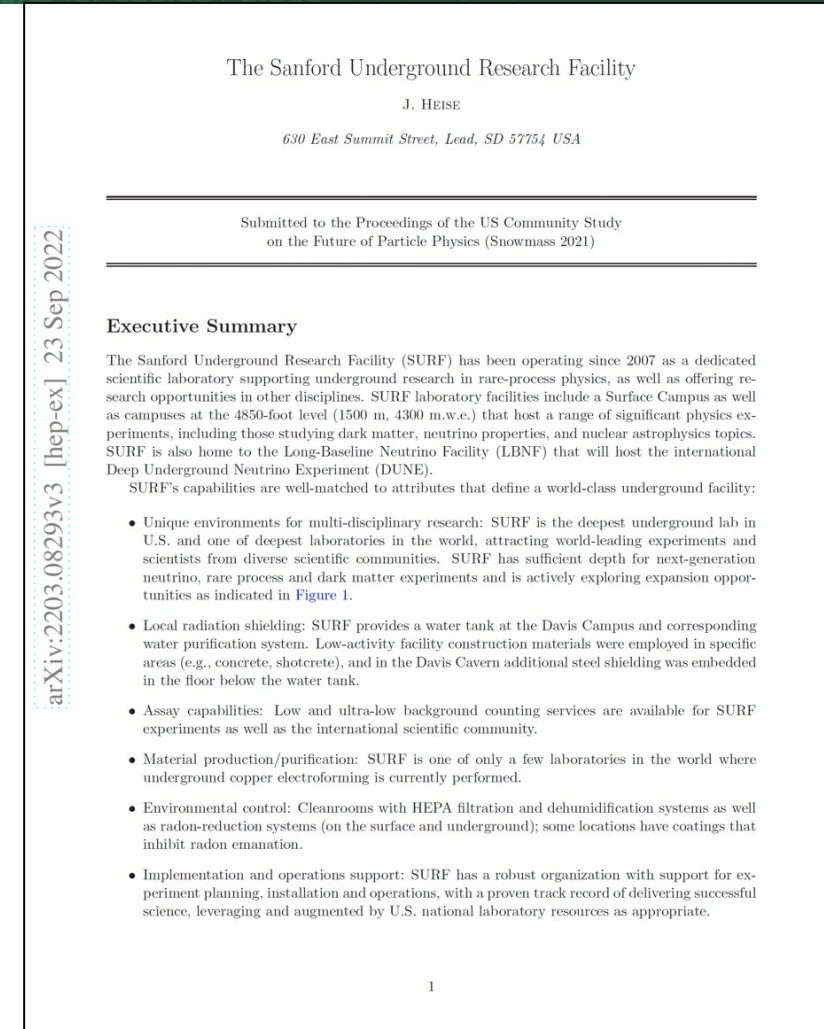 The Sanford Underground Research Facility
J. Heise
630 East Summit Street, Lead, SD 57754 USA
Submitted to the Proceedings of the US Community Study
on the Future of Particle Physics (Snowmass 2021)
arXiv:2203.08293v3 [hep-ex] 23 Sep 2022
Executive Summary
The Sanford Underground Research Facility (SURF) has been operating since 2007 as a dedicated
scientific laboratory supporting underground research in rare-process physics, as well as offering re-
search opportunities in other disciplines. SURF laboratory facilities include a Surface Campus as well
as campuses at the 4850-foot level (1500 m, 4300 m.w.e.) that host a range of significant physics ex-
periments, including those studying dark matter, neutrino properties, and nuclear astrophysics topics.
SURF is also home to the Long-Baseline Neutrino Facility (LBNF) that will host the international
Deep Underground Neutrino Experiment (DUNE).
SURF's capabilities are well-matched to attributes that define a world-class underground facility:
• Unique environments for multi-disciplinary research: SURF is the deepest underground lab in
U.S. and one of deepest laboratories in the world, attracting world-leading experiments and
scientists from diverse scientific communities. SURF has sufficient depth for next-generation
neutrino, rare process and dark matter experiments and is actively exploring expansion oppor-
tunities as indicated in Figure 1.
• Local radiation shielding: SURF provides a water tank at the Davis Campus and corresponding
water purification system. Low-activity facility construction materials were employed in specific
areas (e.g., concrete, shotcrete), and in the Davis Cavern additional steel shielding was embedded
in the floor below the water tank.
• Assay capabilities: Low and ultra-low background counting services are available for SURF
experiments as well as the international scientific community.
• Material production/purification: SURF is one of only a few laboratories in the world where
underground copper electroforming is currently performed.
• Environmental control: Cleanrooms with HEPA filtration and dehumidification systems as well
as radon-reduction systems (on the surface and underground); some locations have coatings that
inhibit radon emanation.
• Implementation and operations support: SURF has a robust organization with support for ex-
periment planning, installation and operations, with a proven track record of delivering successful
science, leveraging and augmented by U.S. national laboratory resources as appropriate.
1